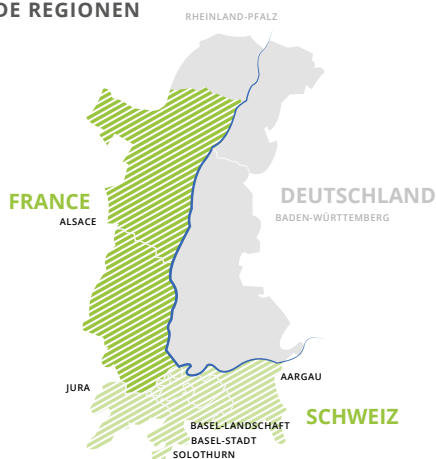 DE REGIONEN
RHEINLAND-PFALZ
FRANCE
ALSACE
DEUTSCHLAND
BADEN-WÜRTTEMBERG
JURA
AARGAU
SCHWEIZ
BASEL-LANDSCHAFT
BASEL-STADT
SOLOTHURN